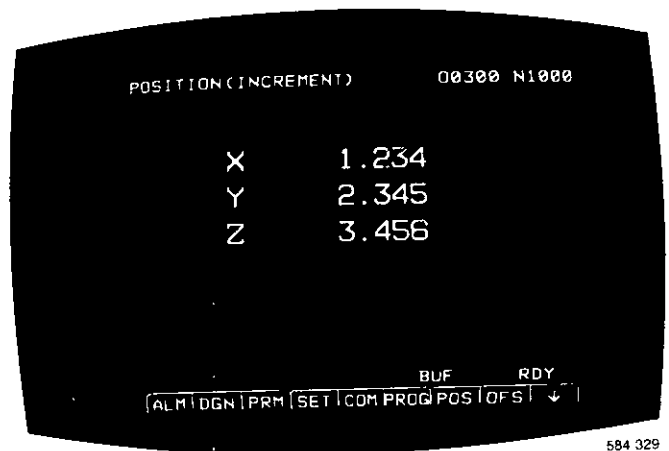 POSITION(INCREMENT) O0300 N1000
X 1.234
Y 2.345
Z 3.456
BUF RDY
ALM DGN PRM SET COM PROG POS OFS ↓
584 329